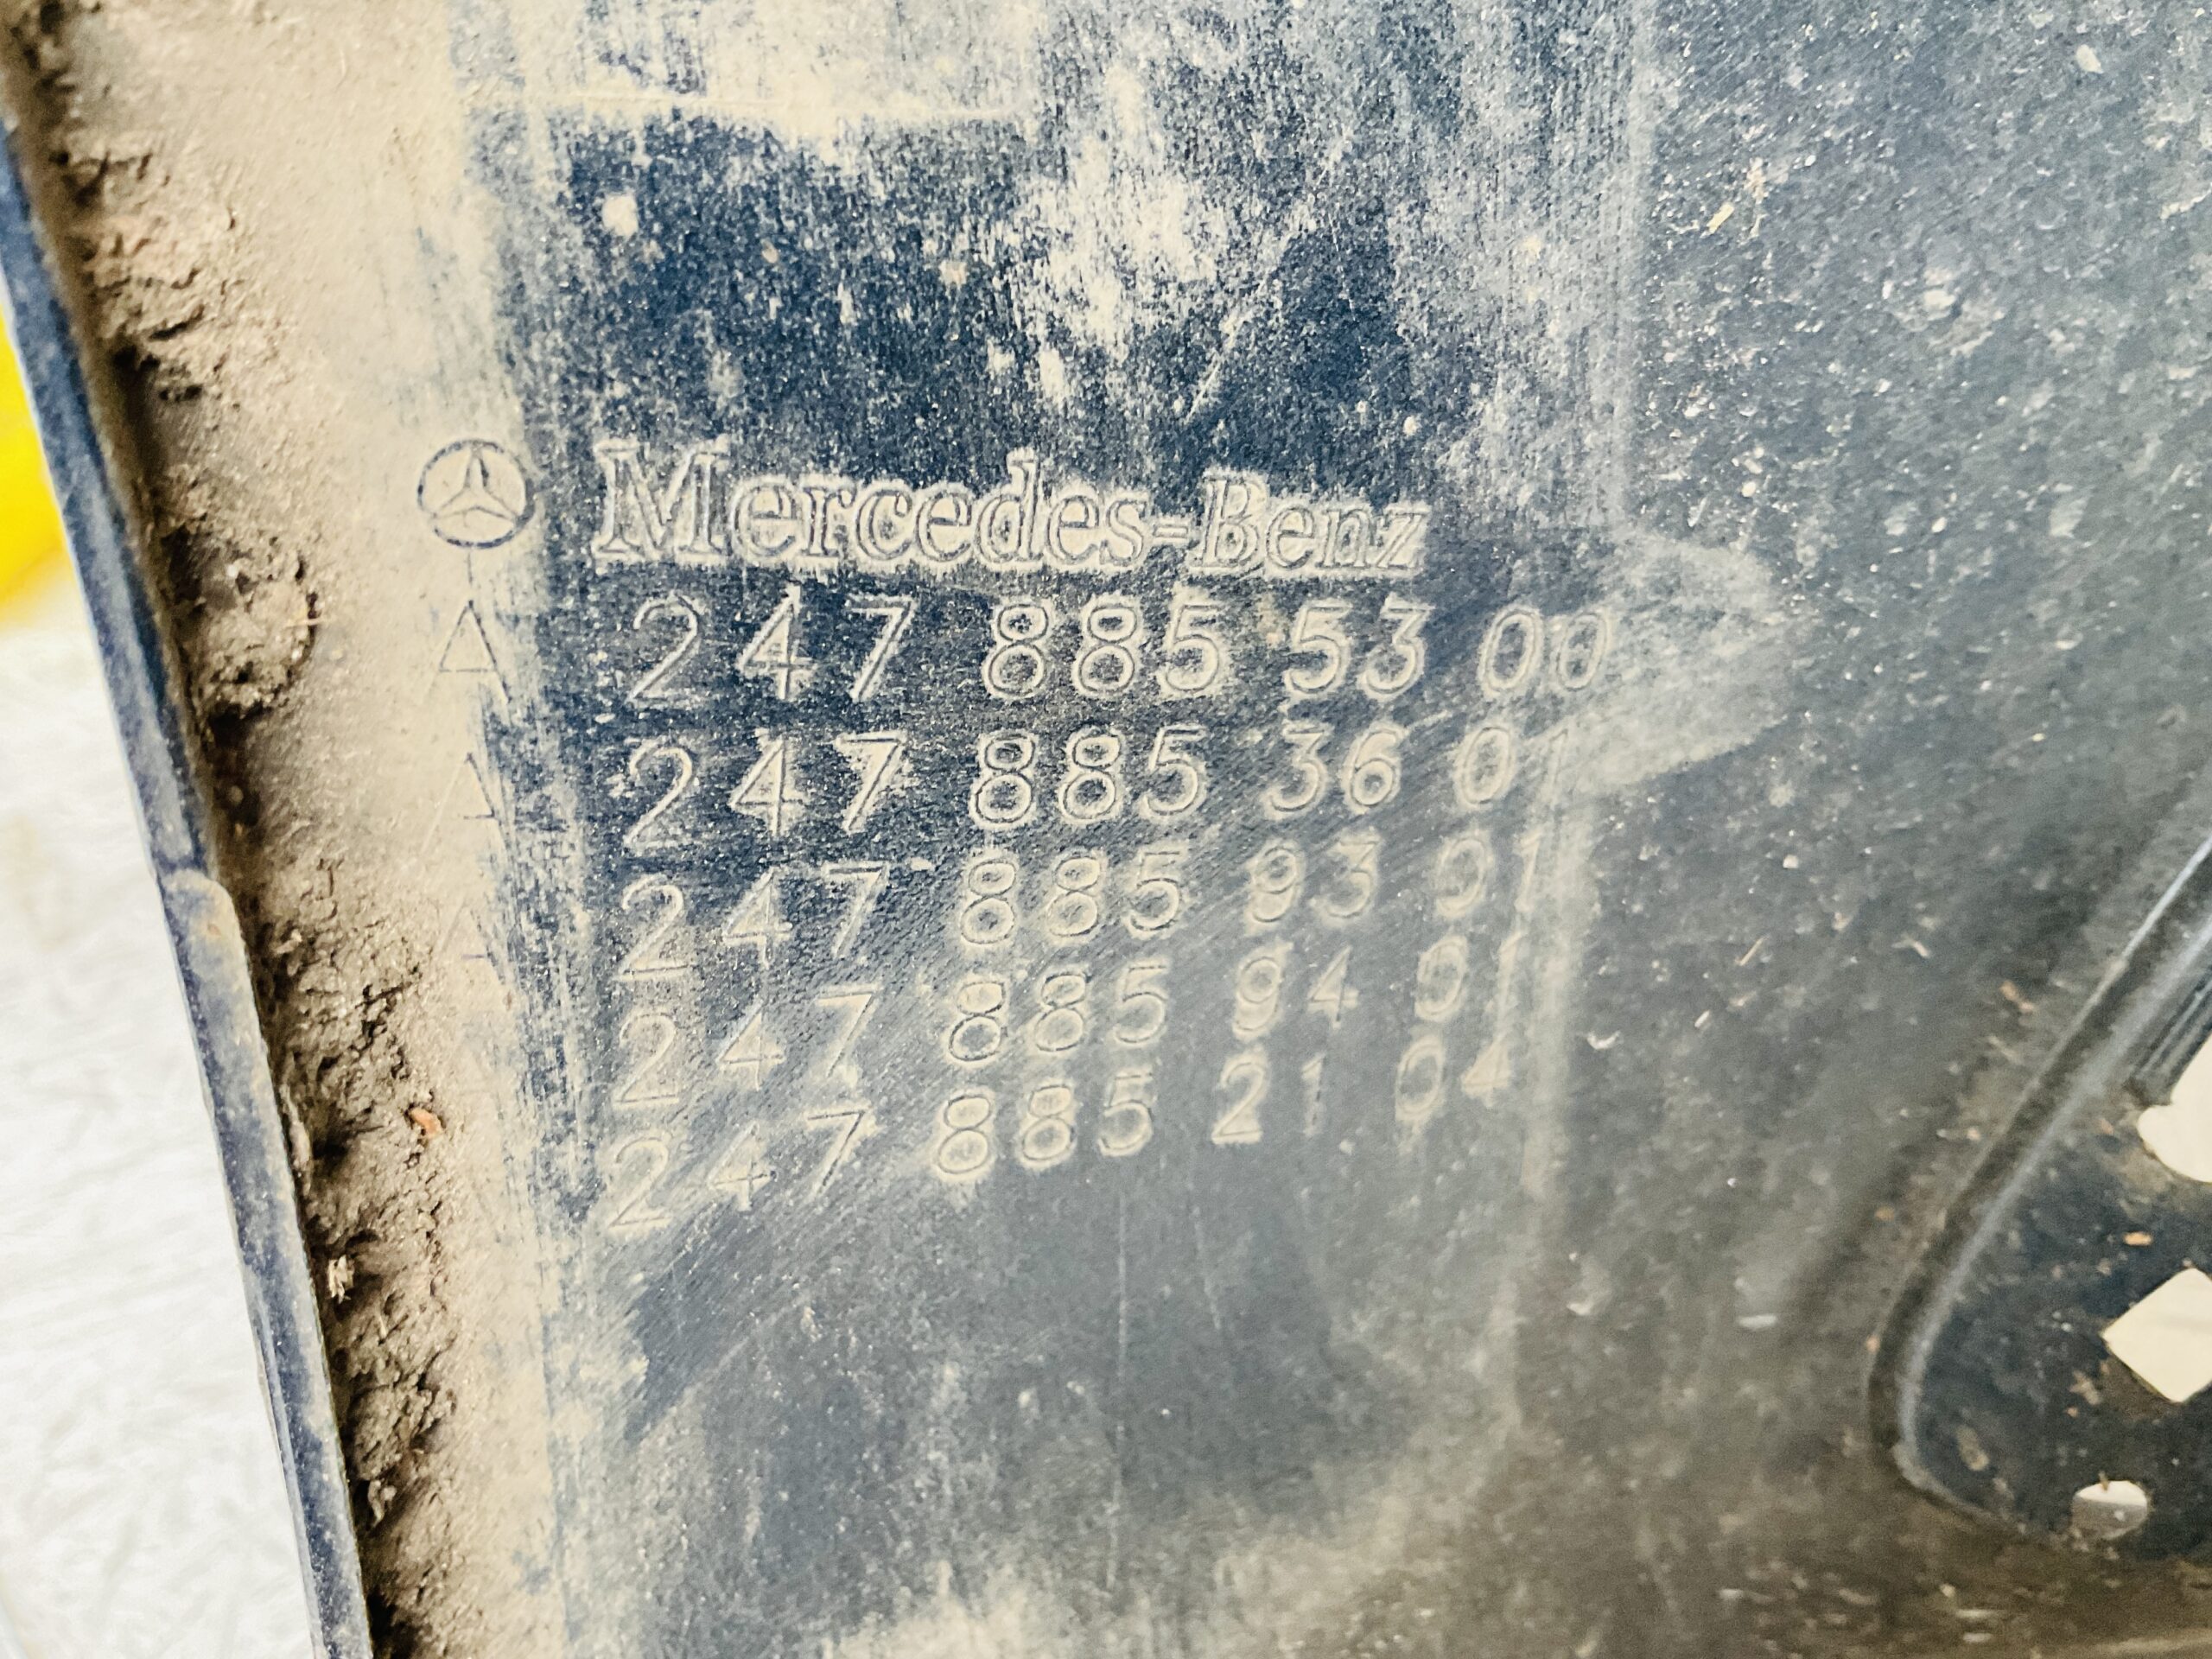 Mercedes-Benz
A 247 885 53 00
A 247 885 36 01
A 247 885 93 01
247 885 94 01
247 885 21 04